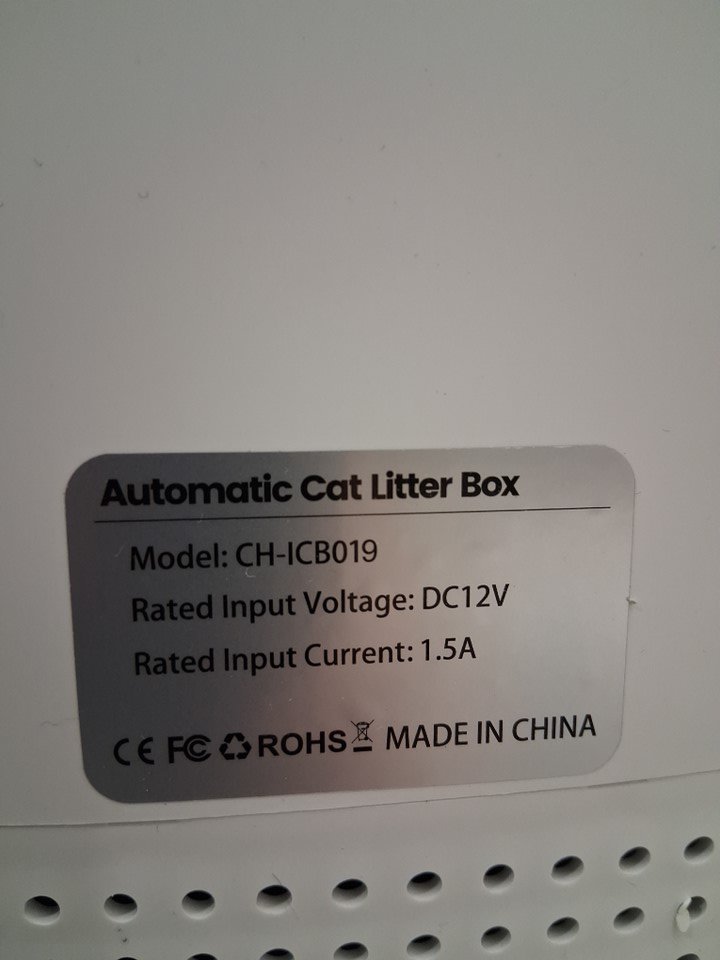 Automatic Cat Litter Box
Model: CH-ICB019
Rated Input Voltage: DC12V
Rated Input Current: 1.5A
CE FC ROHS MADE IN CHINA